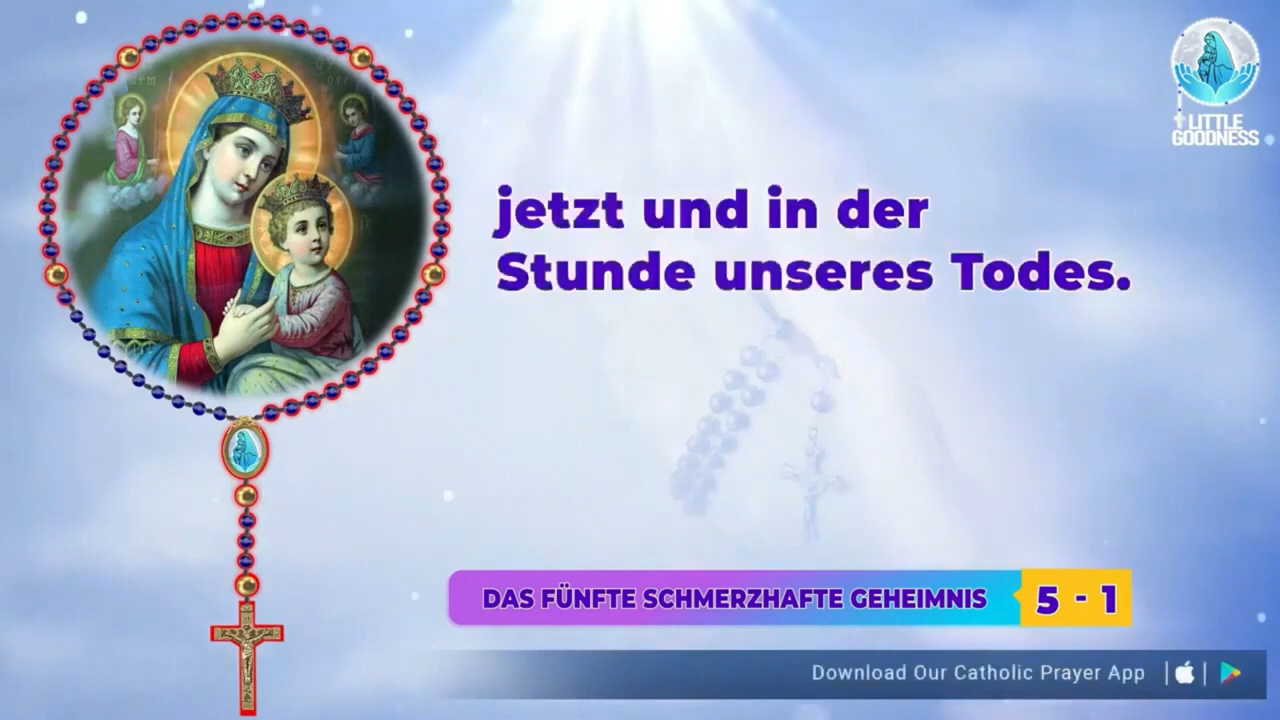 LITTLE
GOODNESS
jetzt und in der
Stunde unseres Todes.
DAS FÜNFTE SCHMERZHAFTE GEHEIMNIS 5 - 1
Download Our Catholic Prayer App